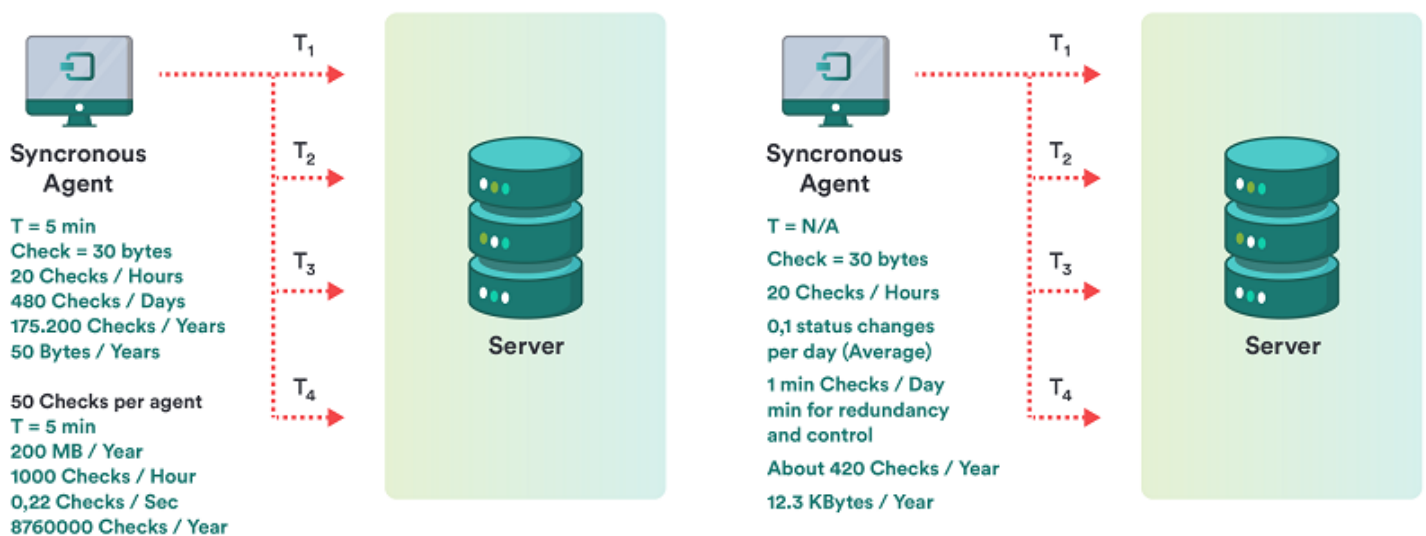 Syncronous
Agent
T = 5 min
Check = 30 bytes
20 Checks / Hours
480 Checks / Days
175.200 Checks / Years
50 Bytes / Years
50 Checks per agent
T = 5 min
200 MB / Year
1000 Checks / Hour
0,22 Checks / Sec
8760000 Checks / Year
T₁
T₂
T₃
T₄
Server
Syncronous
Agent
T = N/A
Check = 30 bytes
20 Checks / Hours
0,1 status changes
per day (Average)
1 min Checks / Day
min for redundancy
and control
About 420 Checks / Year
12.3 KBytes / Year
T₁
T₂
T₃
T₄
Server